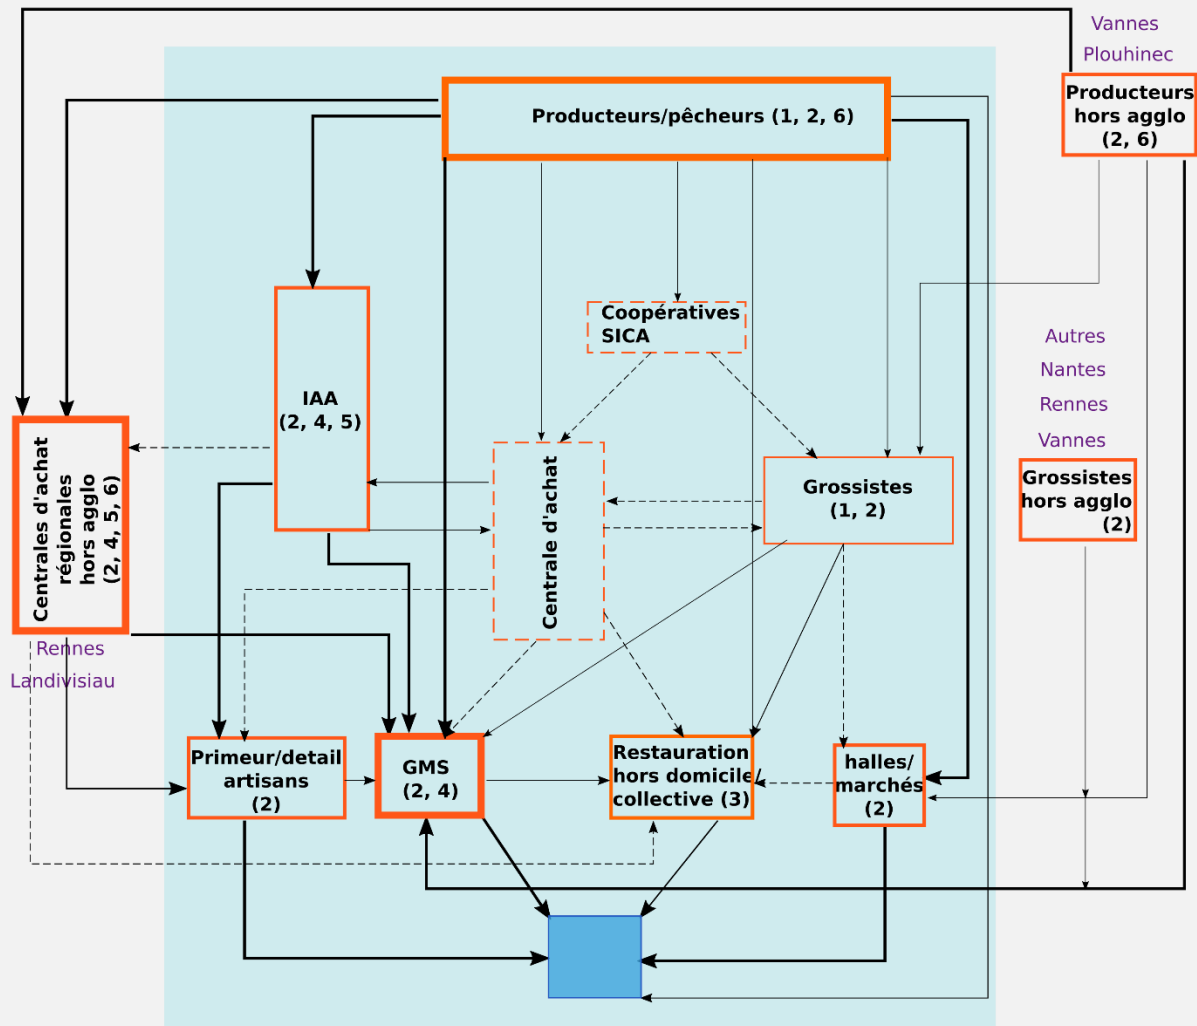 Vannes
Plouhinec
Producteurs
hors agglo
(2, 6)
Producteurs/pêcheurs (1, 2, 6)
Coopératives
SICA
Autres
Nantes
Rennes
Vannes
IAA
(2, 4, 5)
Centrales d'achat
régionales
hors agglo
(2, 4, 5, 6)
Centrale d'achat
Grossistes
(1, 2)
Grossistes
hors agglo
(2)
Rennes
Landivisiau
Primeur/detail
artisans
(2)
GMS
(2, 4)
Restauration
hors domicile/
collective (3)
halles/
marchés
(2)